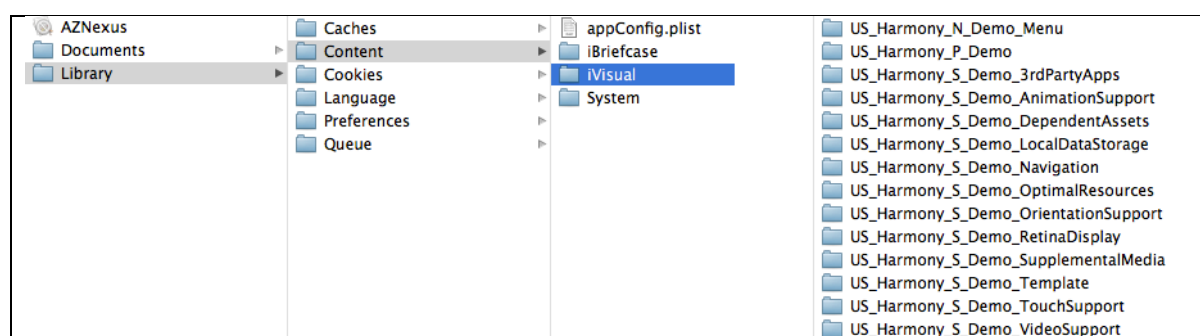 AZNexus
Documents
Library
Caches
Content
Cookies
Language
Preferences
Queue
appConfig.plist
iBriefcase
iVisual
System
US_Harmony_N_Demo_Menu
US_Harmony_P_Demo
US_Harmony_S_Demo_3rdPartyApps
US_Harmony_S_Demo_AnimationSupport
US_Harmony_S_Demo_DependentAssets
US_Harmony_S_Demo_LocalDataStorage
US_Harmony_S_Demo_Navigation
US_Harmony_S_Demo_OptimalResources
US_Harmony_S_Demo_OrientationSupport
US_Harmony_S_Demo_RetinaDisplay
US_Harmony_S_Demo_SupplementalMedia
US_Harmony_S_Demo_Template
US_Harmony_S_Demo_TouchSupport
US_Harmony_S_Demo_VideoSupport